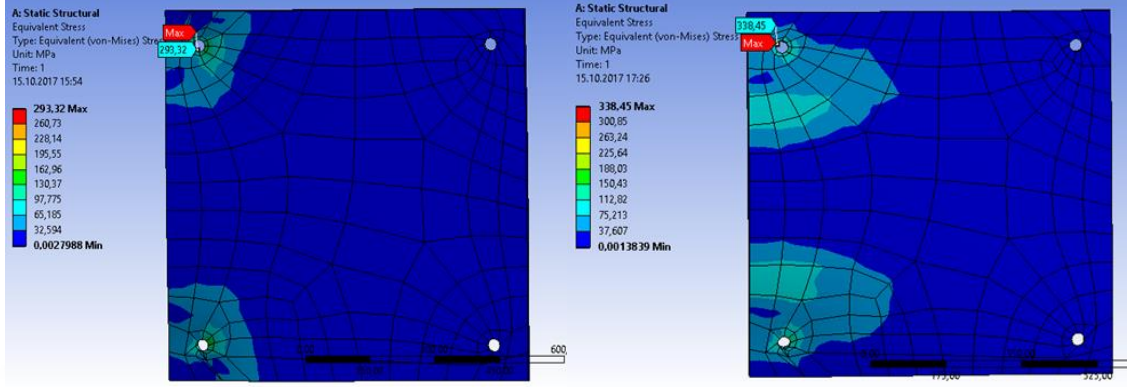 A: Static Structural
Equivalent Stress
Type: Equivalent (von-Mises) Stress
Unit: MPa
Time: 1
15.10.2017 15:54
293,32 Max
260,73
228,14
195,55
162,96
130,37
97,775
65,185
32,594
0,0027988 Min
Max
293,32
0,00
600,
A: Static Structural
Equivalent Stress
Type: Equivalent (von-Mises) Stress
Unit: MPa
Time: 1
15.10.2017 17:26
338,45 Max
300,85
263,24
225,64
188,03
150,43
112,82
75,213
37,607
0,0013839 Min
338,45
Max
0,00
175,00
525,00